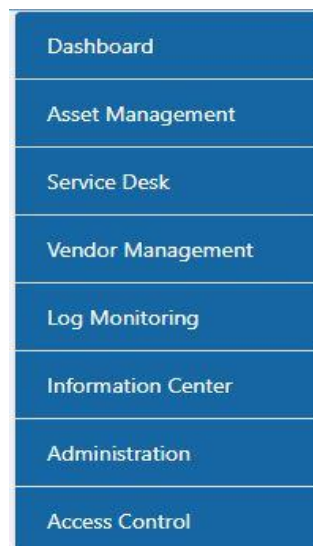 Dashboard
Asset Management
Service Desk
Vendor Management
Log Monitoring
Information Center
Administration
Access Control